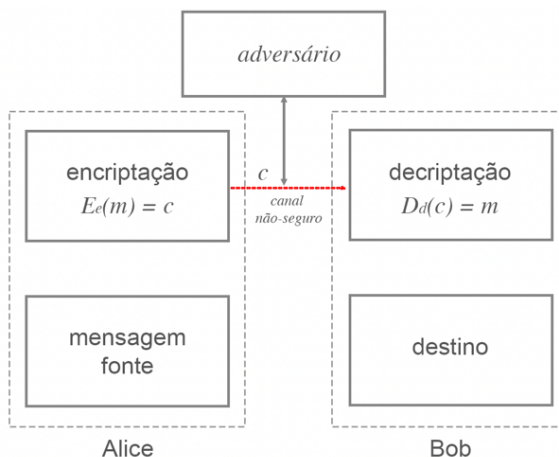 adversário
encriptação
Ee(m) = c
c
canal
não-seguro
decriptação
Dd(c) = m
mensagem
fonte
destino
Alice
Bob